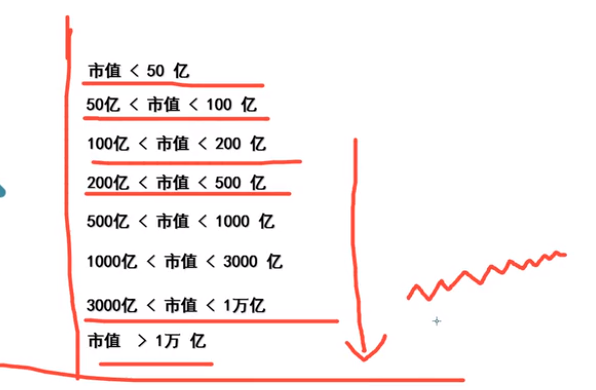 市值 < 50 亿
50亿 < 市值 < 100 亿
100亿 < 市值 < 200 亿
200亿 < 市值 < 500 亿
500亿 < 市值 < 1000 亿
1000亿 < 市值 < 3000 亿
3000亿 < 市值 < 1万亿
市值 > 1万 亿